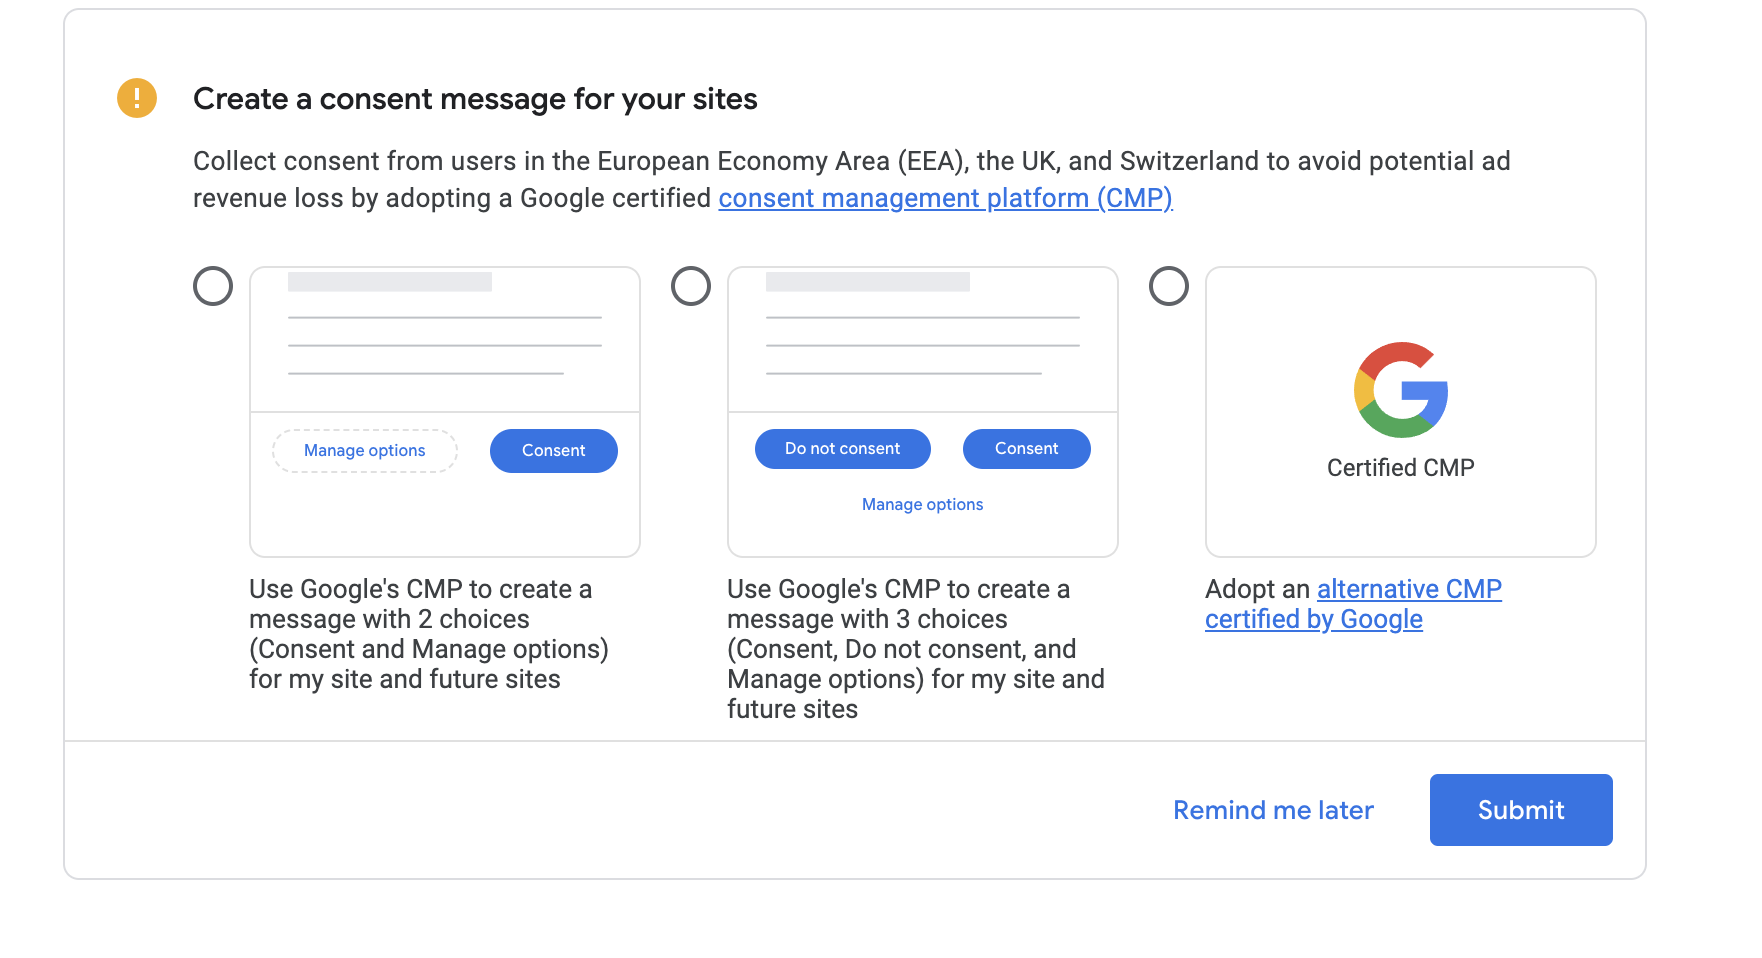 Create a consent message for your sites
Collect consent from users in the European Economy Area (EEA), the UK, and Switzerland to avoid potential ad
revenue loss by adopting a Google certified consent management platform (CMP)
Manage options
Consent
Use Google's CMP to create a
message with 2 choices
(Consent and Manage options)
for my site and future sites
Do not consent
Consent
Manage options
Use Google's CMP to create a
message with 3 choices
(Consent, Do not consent, and
Manage options) for my site and
future sites
Certified CMP
Adopt an alternative CMP
certified by Google
Remind me later
Submit